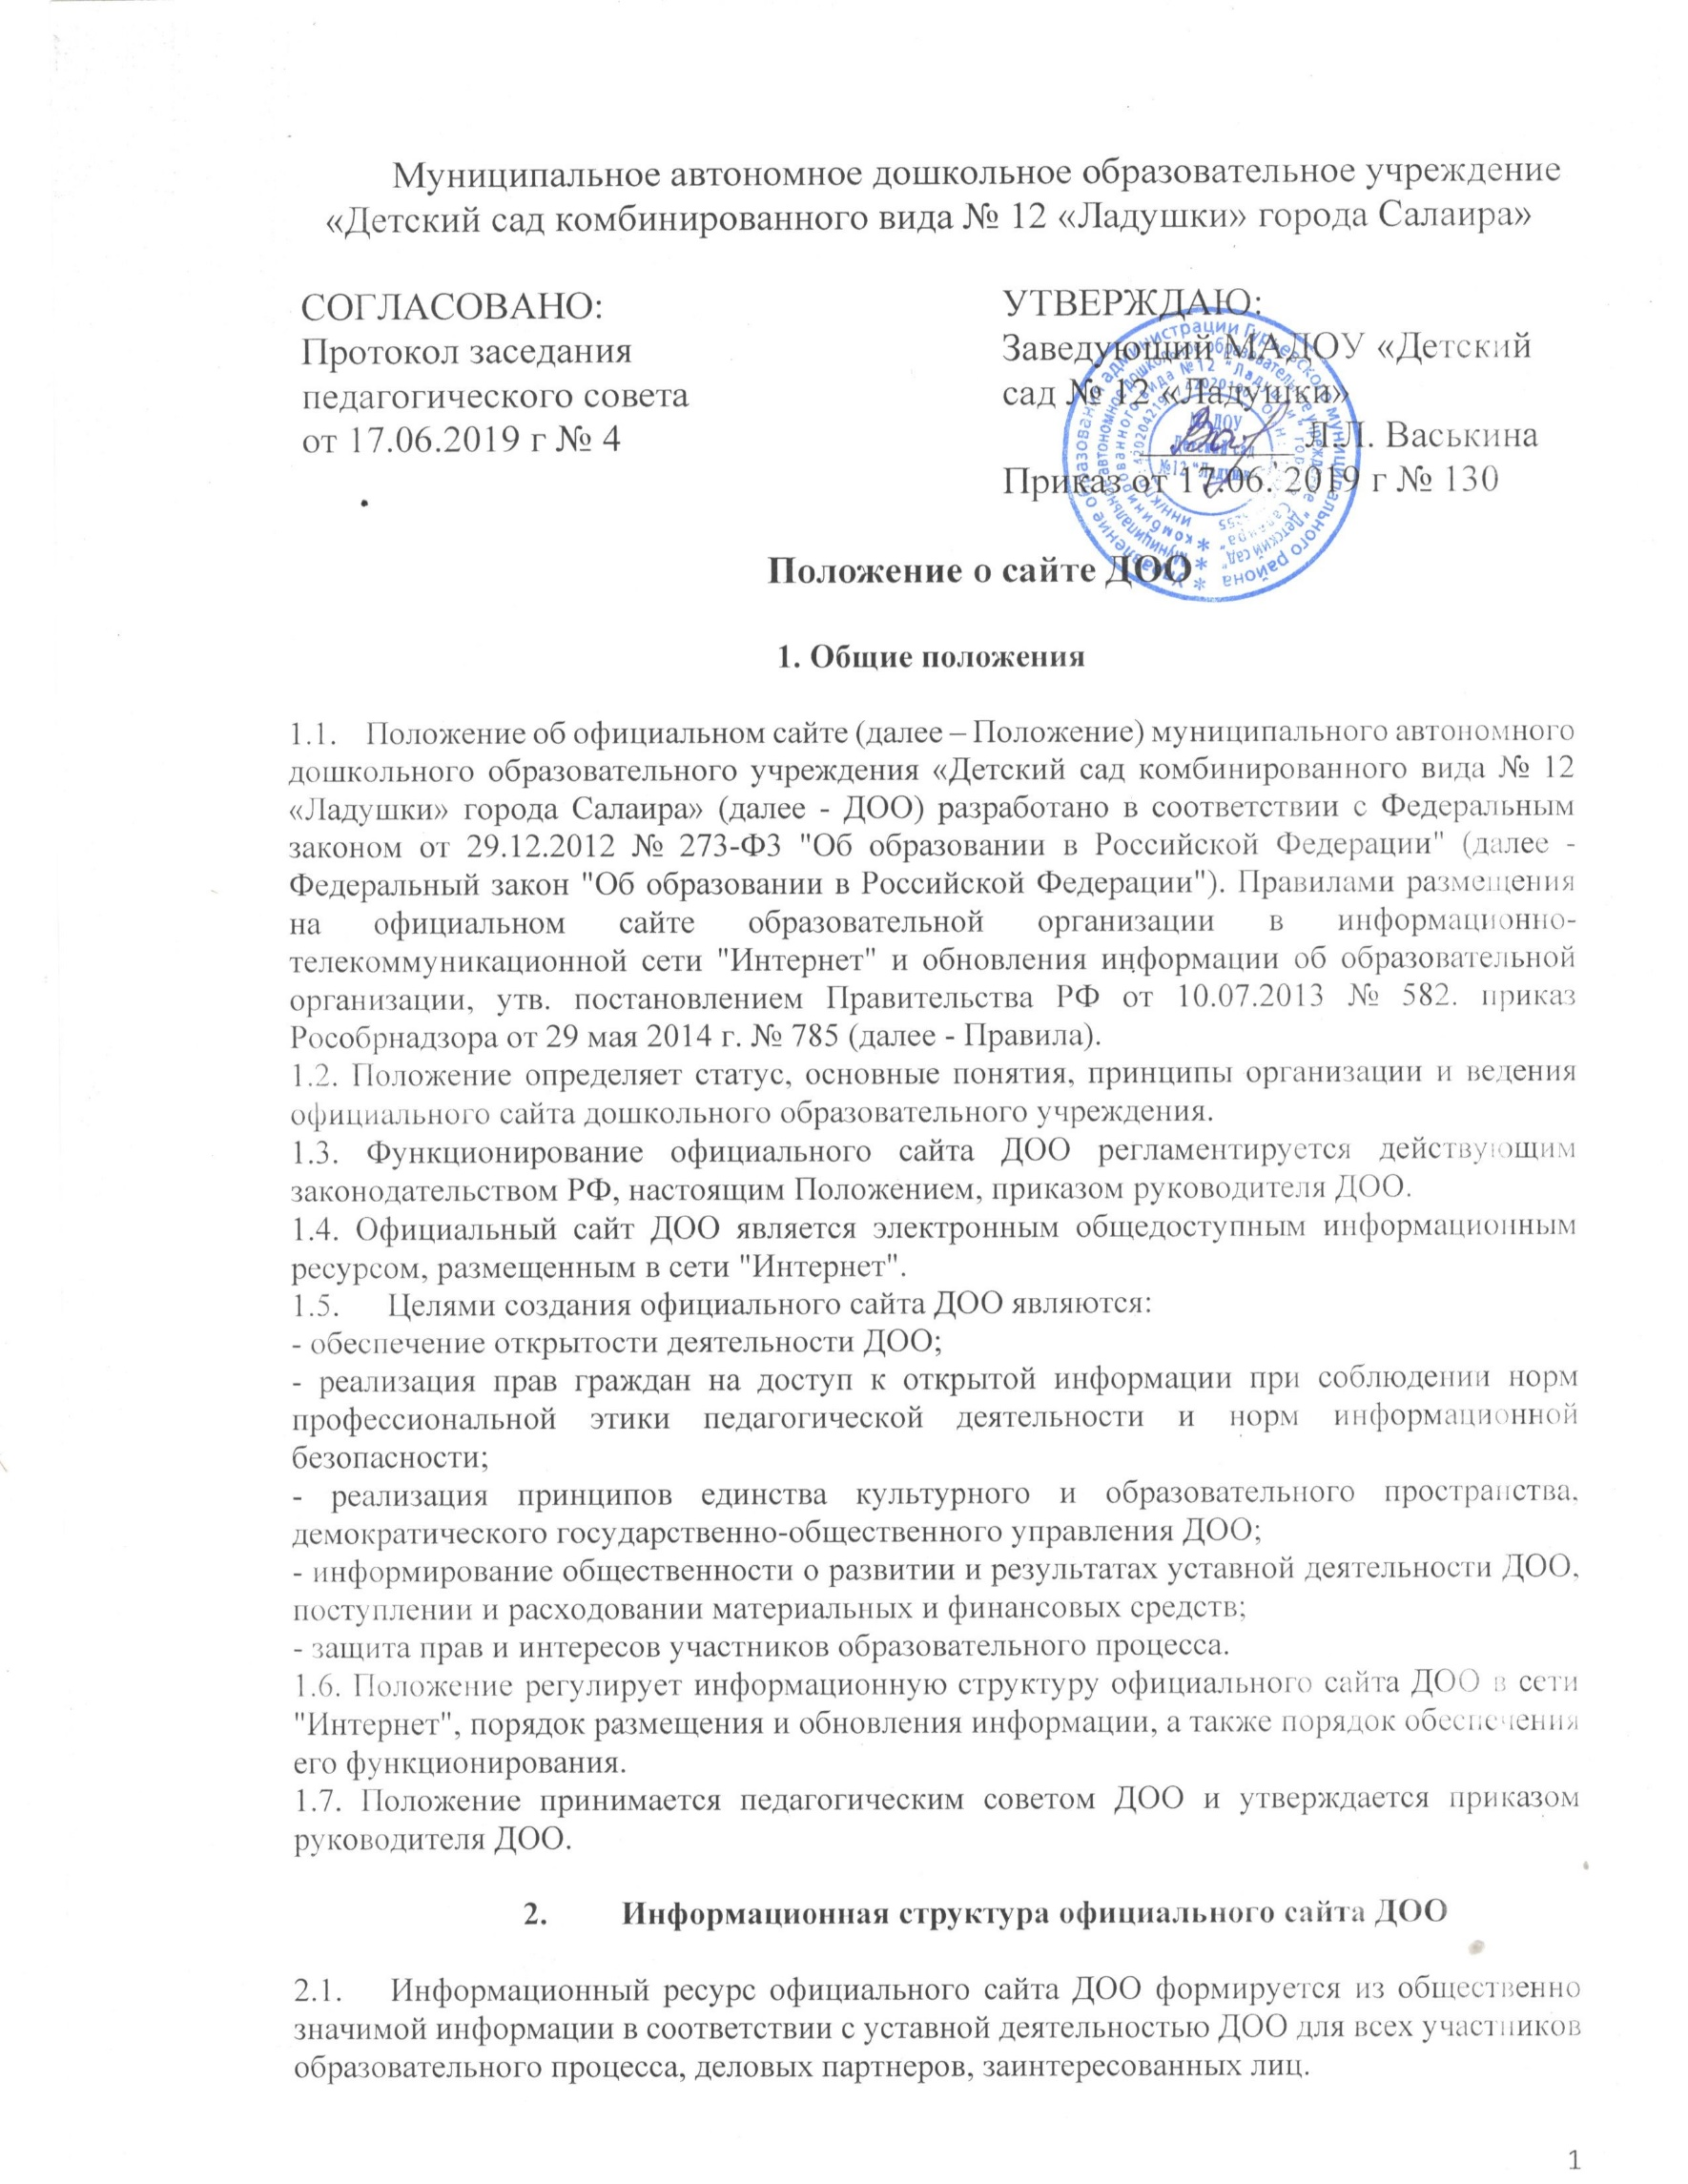 Муниципальное автономное дошкольное образовательное учреждение
«Детский сад комбинированного вида № 12 «Ладушки» города Салаира»
СОГЛАСОВАНО:
Протокол заседания
педагогического совета
от 17.06.2019 г № 4
УТВЕРЖДАЮ:
Заведующий МАДОУ «Детский
сад № 12 «Ладушки»
Л.Л. Васькина
Приказ от 17.06.2019 г № 130
Положение о сайте ДОО
1. Общие положения
1.1. Положение об официальном сайте (далее – Положение) муниципального автономного
дошкольного образовательного учреждения «Детский сад комбинированного вида № 12
«Ладушки» города Салаира» (далее - ДОО) разработано в соответствии с Федеральным
законом от 29.12.2012 № 273-ФЗ "Об образовании в Российской Федерации" (далее -
Федеральный закон "Об образовании в Российской Федерации"). Правилами размещения
на официальном сайте образовательной организации в информационно-
телекоммуникационной сети "Интернет" и обновления информации об образовательной
организации, утв. постановлением Правительства РФ от 10.07.2013 № 582. приказ
Рособрнадзора от 29 мая 2014 г. № 785 (далее - Правила).
1.2. Положение определяет статус, основные понятия, принципы организации и ведения
официального сайта дошкольного образовательного учреждения.
1.3. Функционирование официального сайта ДОО регламентируется действующим
законодательством РФ, настоящим Положением, приказом руководителя ДОО.
1.4. Официальный сайт ДОО является электронным общедоступным информационным
ресурсом, размещенным в сети "Интернет".
1.5. Целями создания официального сайта ДОО являются:
- обеспечение открытости деятельности ДОО;
- реализация прав граждан на доступ к открытой информации при соблюдении норм
профессиональной этики педагогической деятельности и норм информационной
безопасности;
- реализация принципов единства культурного и образовательного пространства,
демократического государственно-общественного управления ДОО;
- информирование общественности о развитии и результатах уставной деятельности ДОО,
поступлении и расходовании материальных и финансовых средств;
- защита прав и интересов участников образовательного процесса.
1.6. Положение регулирует информационную структуру официального сайта ДОО в сети
"Интернет", порядок размещения и обновления информации, а также порядок обеспечения
его функционирования.
1.7. Положение принимается педагогическим советом ДОО и утверждается приказом
руководителя ДОО.
2. Информационная структура официального сайта ДОО
2.1. Информационный ресурс официального сайта ДОО формируется из общественно
значимой информации в соответствии с уставной деятельностью ДОО для всех участников
образовательного процесса, деловых партнеров, заинтересованных лиц.
1